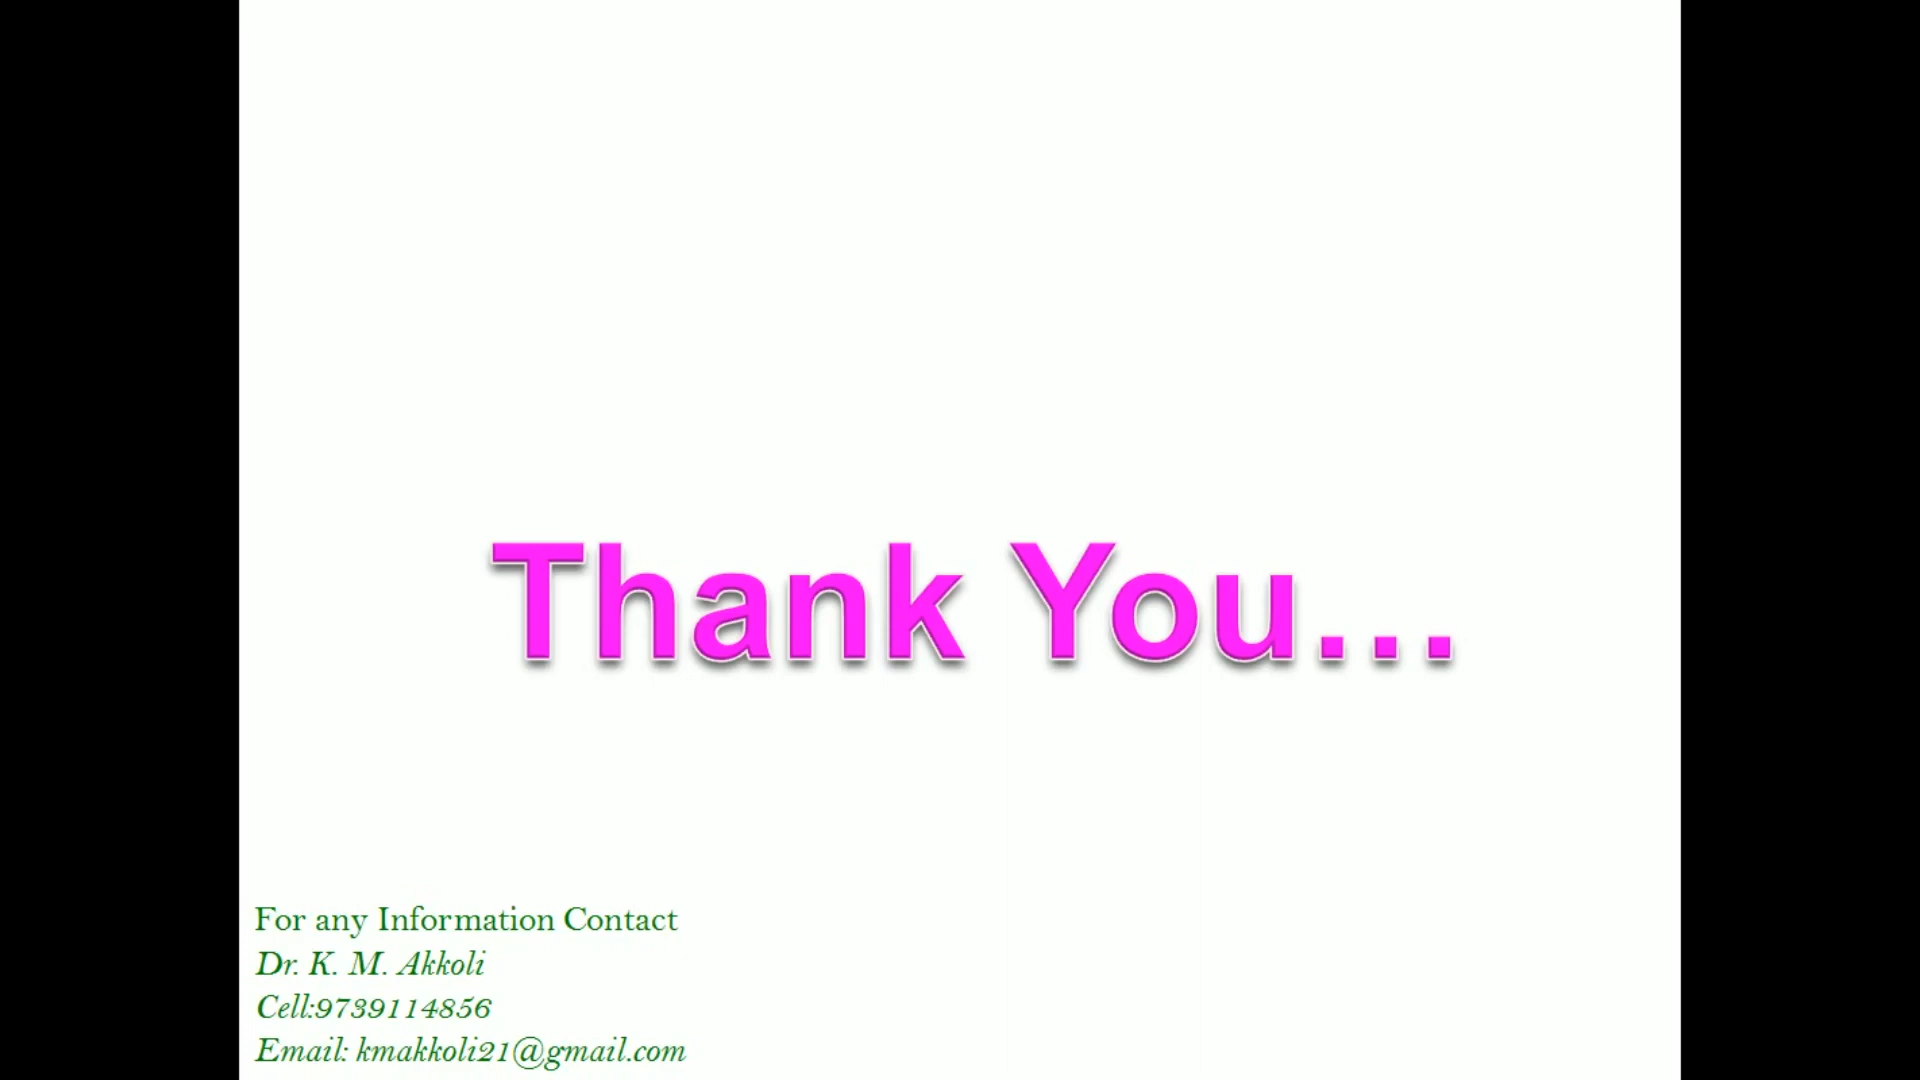 Thank You...
For any Information Contact
Dr. K. M. Akkoli
Cell:9739114856
Email: kmakkoli21@gmail.com